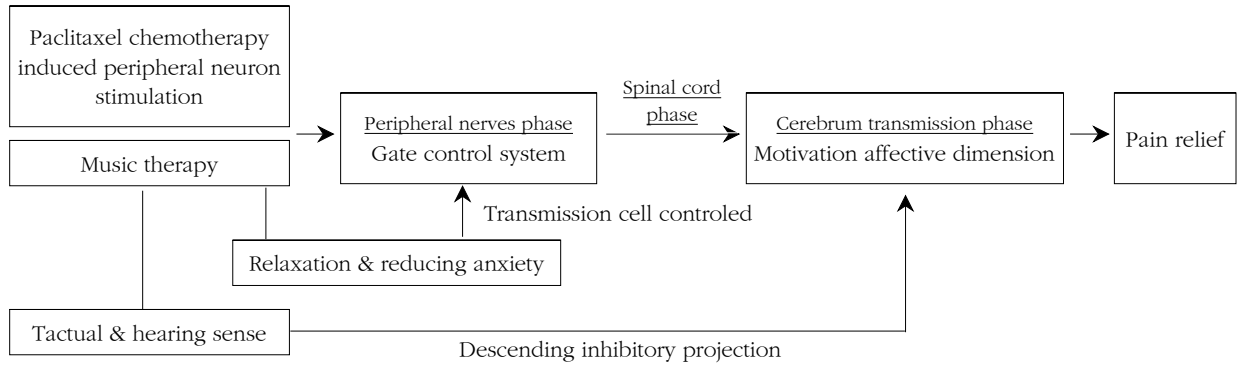 Paclitaxel chemotherapy
induced peripheral neuron
stimulation
Music therapy
Peripheral nerves phase
Gate control system
Spinal cord
phase
Cerebrum transmission phase
Motivation affective dimension
Pain relief
Transmission cell controled
Relaxation & reducing anxiety
Tactual & hearing sense
Descending inhibitory projection